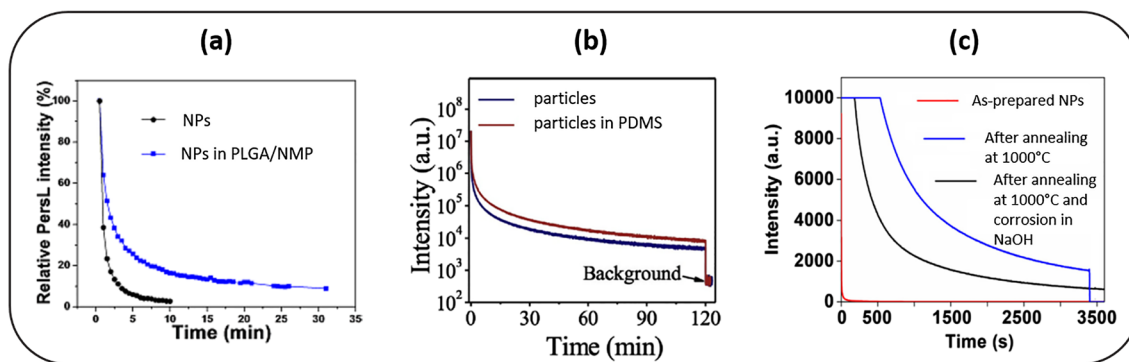 (a)
Relative PersL intensity (%)
100
80
60
40
20
0
NPs
NPs in PLGA/NMP
0 5 10 15 20 25 30 35
Time (min)
(b)
Intensity (a.u.)
10⁸
10⁷
10⁶
10⁵
10⁴
10³
10²
particles
particles in PDMS
Background
0 30 60 90 120
Time (min)
(c)
Intensity (a.u.)
10000
8000
6000
4000
2000
0
As-prepared NPs
After annealing
at 1000°C
After annealing
at 1000°C and
corrosion in
NaOH
0 500 1500 2500 3500
Time (s)